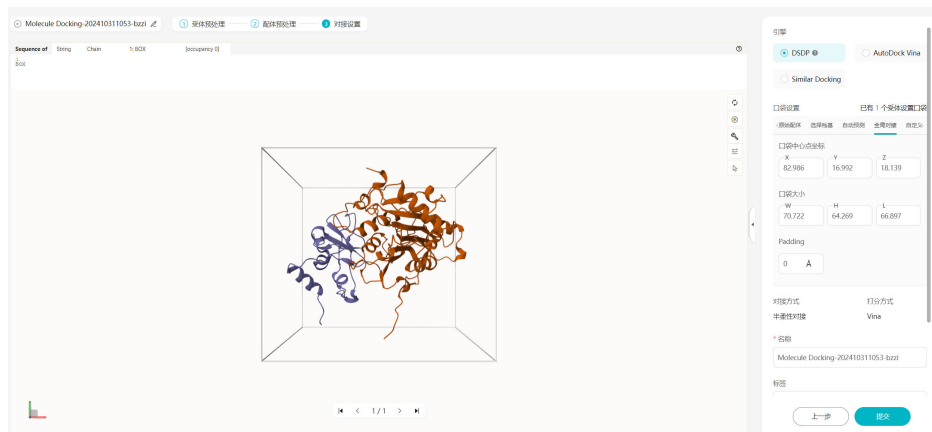 Molecule Docking-202410311053-bzzi
1 受体预处理 2 配体预处理 3 对接设置
Sequence of String Chain 1: BOX [occupancy 0]
1
BOX
1 / 1
引擎
DSDP AutoDock Vina
Similar Docking
口袋设置 已有 1 个受体设置口袋
原始配体 选择残基 自动预测 全局对接 自定义
口袋中心点坐标
X Y Z
82.986 16.992 18.139
口袋大小
W H L
70.722 64.269 66.897
Padding
0 Å
对接方式 打分方式
半柔性对接 Vina
* 名称
Molecule Docking-202410311053-bzzi
标签
上一步 提交